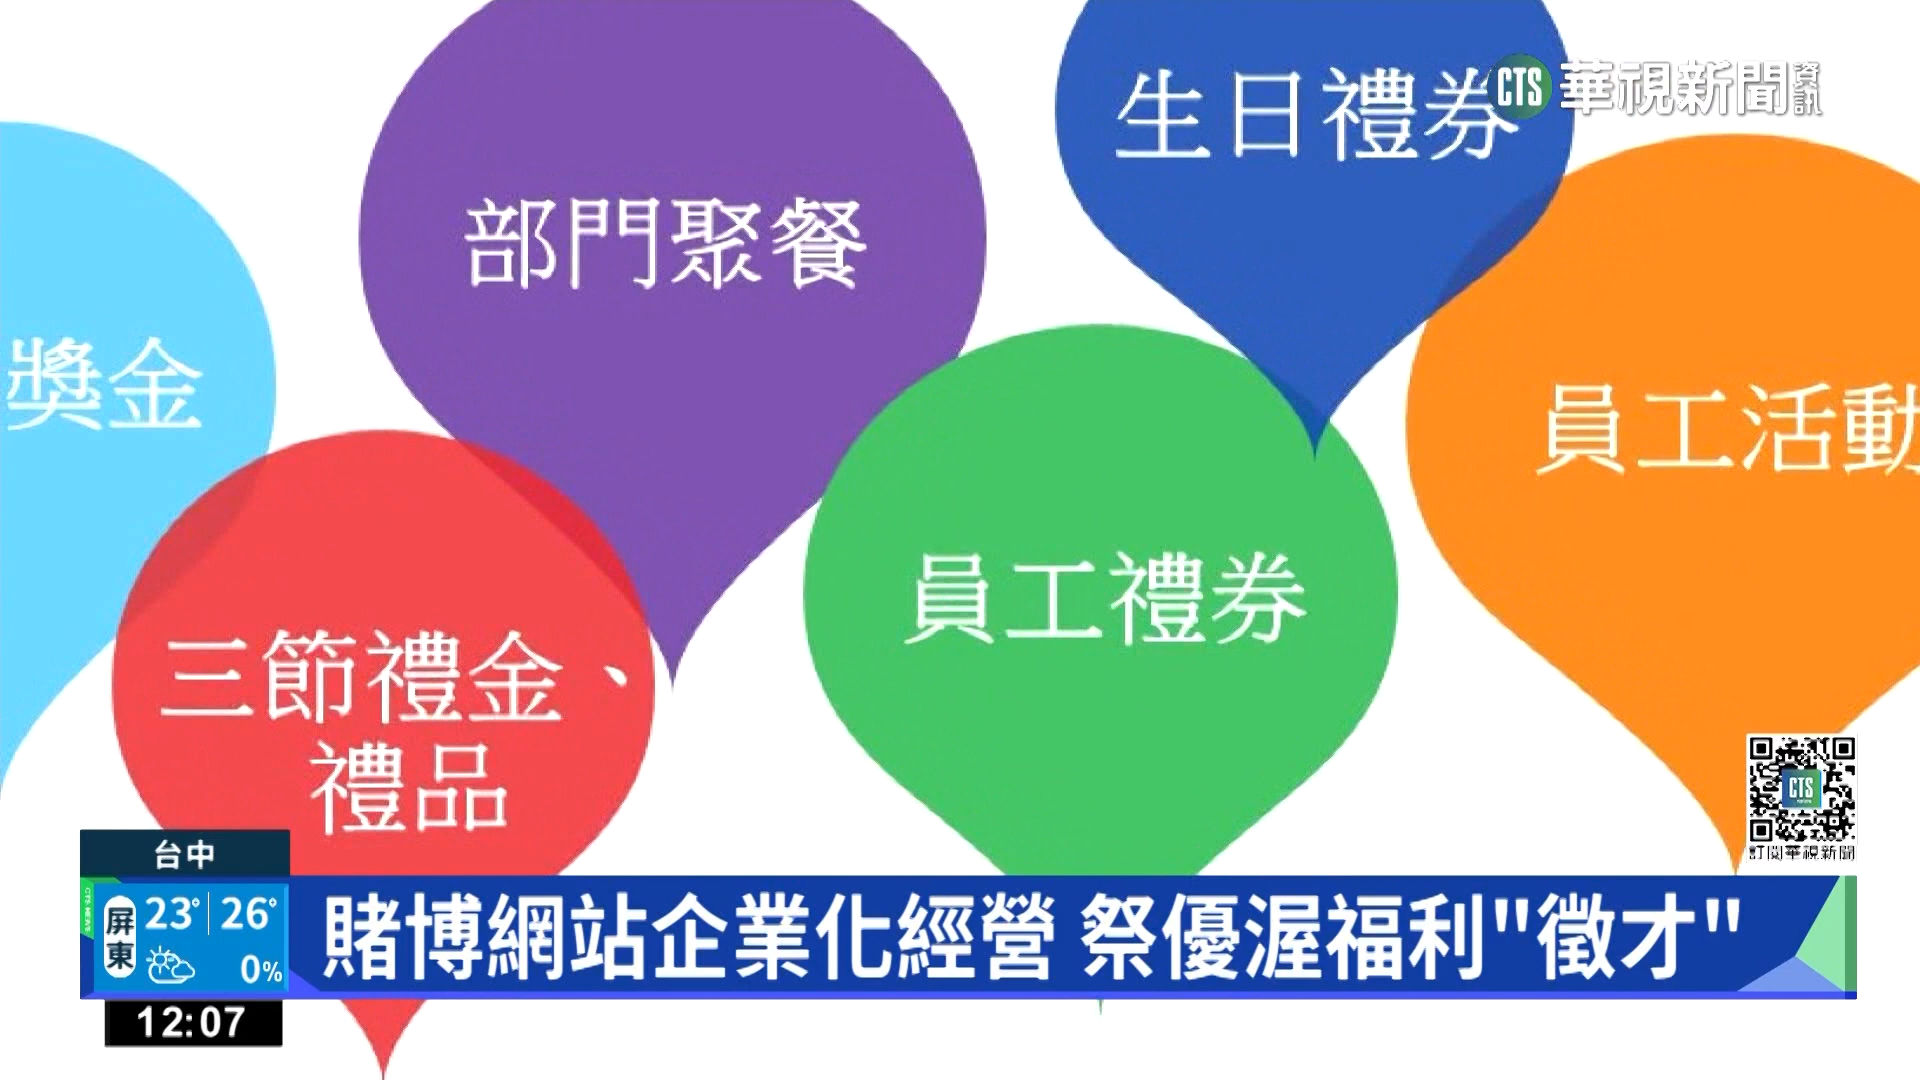 生日禮券
CTS 華視新聞資訊
部門聚餐
獎金
員工活動
員工禮券
三節禮金、
禮品
CTS
訂閱華視新聞
台中
屏東
23° 26°
0%
賭博網站企業化經營 祭優渥福利"徵才"
12:07